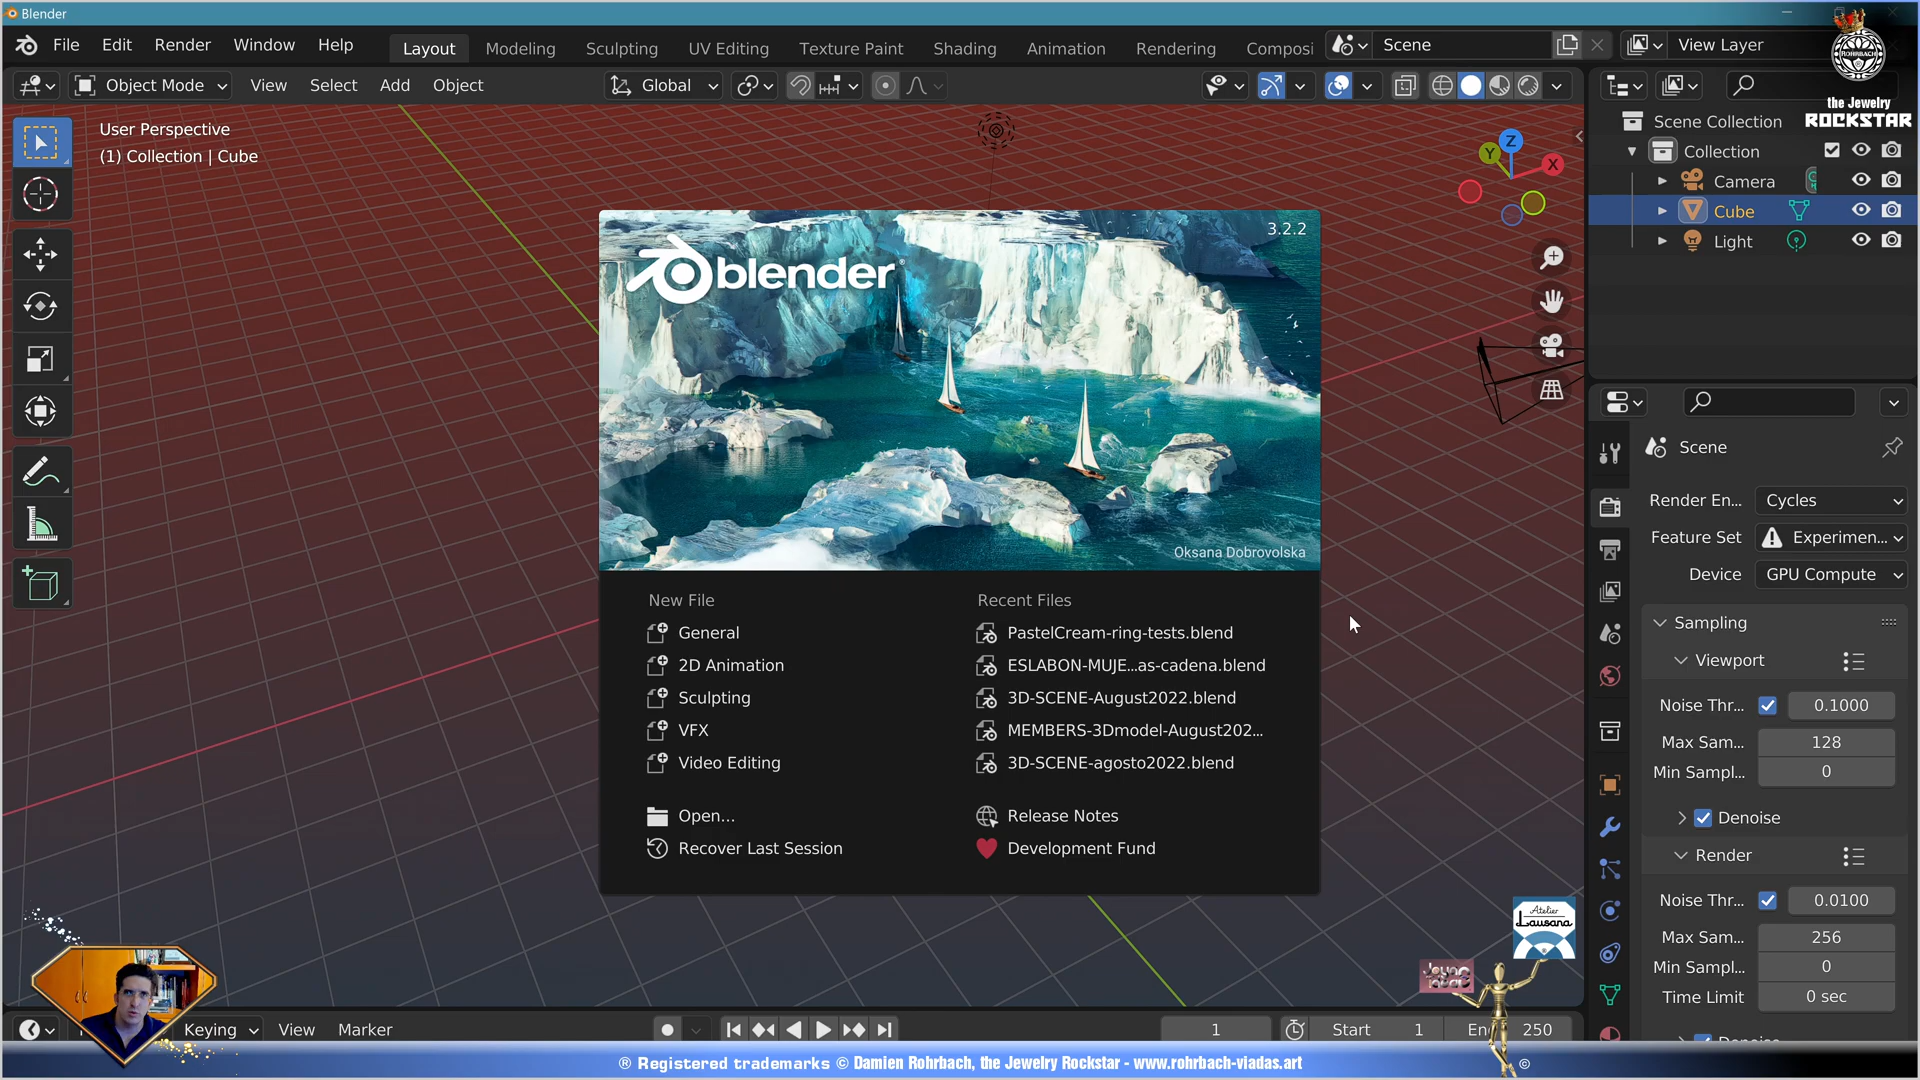 Blender
File Edit Render Window Help Layout Modeling Sculpting UV Editing Texture Paint Shading Animation Rendering Composi Scene View Layer
Object Mode View Select Add Object Global
User Perspective
(1) Collection | Cube
the Jewelry
ROCKSTAR
Scene Collection
Collection
Camera
Cube
Light
Z
Y
X
3.2.2
blender
Oksana Dobrovolska
New File
General
2D Animation
Sculpting
VFX
Video Editing
Open...
Recover Last Session
Recent Files
PastelCream-ring-tests.blend
ESLABON-MUJE...as-cadena.blend
3D-SCENE-August2022.blend
MEMBERS-3Dmodel-August202...
3D-SCENE-agosto2022.blend
Release Notes
Development Fund
Scene
Render En... Cycles
Feature Set Experimen...
Device GPU Compute
Sampling
Viewport
Noise Thr... 0.1000
Max Sam... 128
Min Sampl... 0
Denoise
Render
Noise Thr... 0.0100
Max Sam... 256
Min Sampl... 0
Time Limit 0 sec
Atelier
Lausana
Keying View Marker 1 Start 1 En 250
® Registered trademarks © Damien Rohrbach, the Jewelry Rockstar - www.rohrbach-viadas.art ©